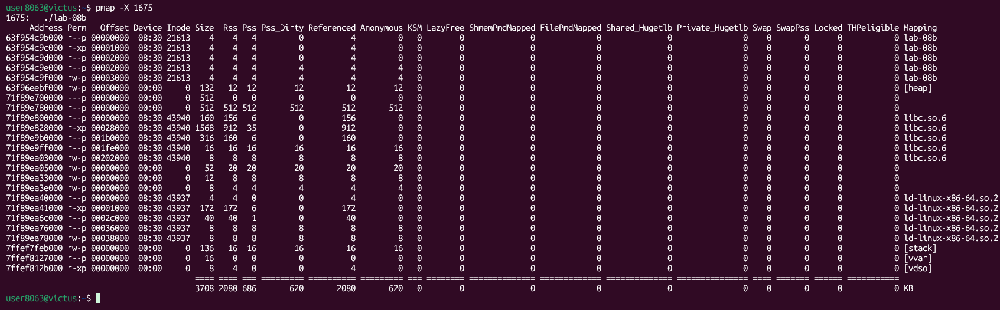 user8063@victus:~$ pmap -X 1675
1675:   ./lab-08b
     Address Perm   Offset Device Inode Size  Rss Pss Pss_Dirty Referenced Anonymous KSM LazyFree ShmemPmdMapped FilePmdMapped Shared_Hugetlb Private_Hugetlb Swap SwapPss Locked THPeligible Mapping
63f954c9b000 r--p 00000000  08:30 21613    4    4   4         0          4         0   0        0              0             0              0               0    0       0      0           0 lab-08b
63f954c9c000 r-xp 00001000  08:30 21613    4    4   4         0          4         0   0        0              0             0              0               0    0       0      0           0 lab-08b
63f954c9d000 r--p 00002000  08:30 21613    4    4   4         0          4         0   0        0              0             0              0               0    0       0      0           0 lab-08b
63f954c9e000 r--p 00002000  08:30 21613    4    4   4         4          4         4   0        0              0             0              0               0    0       0      0           0 lab-08b
63f954c9f000 rw-p 00003000  08:30 21613    4    4   4         4          4         4   0        0              0             0              0               0    0       0      0           0 lab-08b
63f96eebf000 rw-p 00000000  00:00     0  132   12  12        12         12        12   0        0              0             0              0               0    0       0      0           0 [heap]
71f89e700000 ---p 00000000  00:00     0  512    0   0         0          0         0   0        0              0             0              0               0    0       0      0           0
71f89e780000 r--p 00000000  00:00     0  512  512 512       512        512       512   0        0              0             0              0               0    0       0      0           0
71f89e800000 r--p 00000000  08:30 43940  160  156   6         0        156         0   0        0              0             0              0               0    0       0      0           0 libc.so.6
71f89e828000 r-xp 00028000  08:30 43940 1568  912  35         0        912         0   0        0              0             0              0               0    0       0      0           0 libc.so.6
71f89e9b0000 r--p 001b0000  08:30 43940  316  160   6         0        160         0   0        0              0             0              0               0    0       0      0           0 libc.so.6
71f89e9ff000 r--p 001fe000  08:30 43940   16   16  16        16         16        16   0        0              0             0              0               0    0       0      0           0 libc.so.6
71f89ea03000 rw-p 00202000  08:30 43940    8    8   8         8          8         8   0        0              0             0              0               0    0       0      0           0 libc.so.6
71f89ea05000 rw-p 00000000  00:00     0   52   20  20        20         20        20   0        0              0             0              0               0    0       0      0           0
71f89ea33000 rw-p 00000000  00:00     0   12    8   8         8          8         8   0        0              0             0              0               0    0       0      0           0
71f89ea3e000 rw-p 00000000  00:00     0    8    4   4         4          4         4   0        0              0             0              0               0    0       0      0           0
71f89ea40000 r--p 00000000  08:30 43937    4    4   0         0          4         0   0        0              0             0              0               0    0       0      0           0 ld-linux-x86-64.so.2
71f89ea41000 r-xp 00001000  08:30 43937  172  172   6         0        172         0   0        0              0             0              0               0    0       0      0           0 ld-linux-x86-64.so.2
71f89ea6c000 r--p 0002c000  08:30 43937   40   40   1         0         40         0   0        0              0             0              0               0    0       0      0           0 ld-linux-x86-64.so.2
71f89ea76000 r--p 00036000  08:30 43937    8    8   8         8          8         8   0        0              0             0              0               0    0       0      0           0 ld-linux-x86-64.so.2
71f89ea78000 rw-p 00038000  08:30 43937    8    8   8         8          8         8   0        0              0             0              0               0    0       0      0           0 ld-linux-x86-64.so.2
7ffef7feb000 rw-p 00000000  00:00     0  136   16  16        16         16        16   0        0              0             0              0               0    0       0      0           0 [stack]
7ffef8127000 r--p 00000000  00:00     0   16    0   0         0          0         0   0        0              0             0              0               0    0       0      0           0 [vvar]
7ffef812b000 r-xp 00000000  00:00     0    8    4   0         0          4         0   0        0              0             0              0               0    0       0      0           0 [vdso]
                                        ==== ==== === ========= ========== ========= === ======== ============== ============= ============== =============== ==== ======= ====== ===========
                                        3708 2080 686       620       2080       620   0        0              0             0              0               0    0       0      0           0 KB
user8063@victus:~$